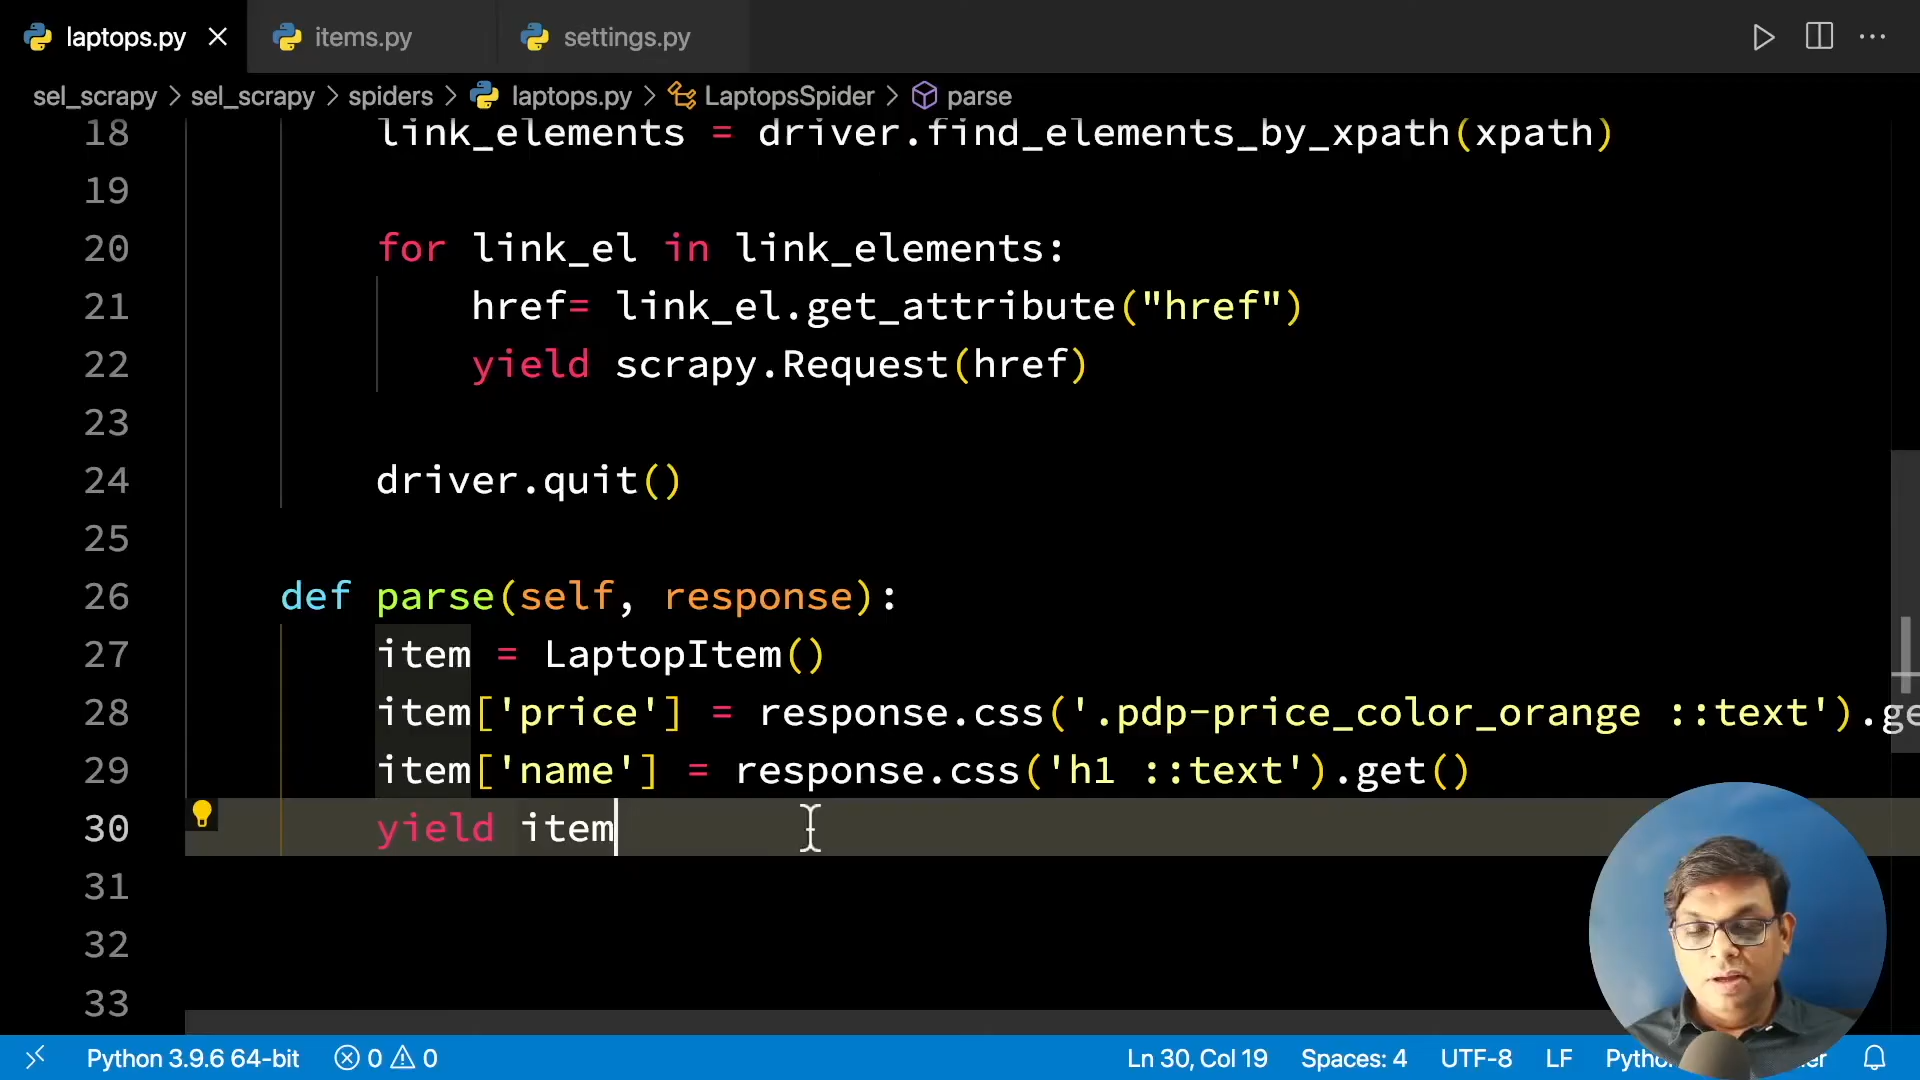 laptops.py
items.py
settings.py
sel_scrapy > sel_scrapy > spiders > laptops.py > LaptopsSpider > parse
18 link_elements = driver.find_elements_by_xpath(xpath)
19
20 for link_el in link_elements:
21 href= link_el.get_attribute("href")
22 yield scrapy.Request(href)
23
24 driver.quit()
25
26 def parse(self, response):
27 item = LaptopItem()
28 item['price'] = response.css('.pdp-price_color_orange ::text').ge
29 item['name'] = response.css('h1 ::text').get()
30 yield item
31
32
33
Python 3.9.6 64-bit 0 0 Ln 30, Col 19 Spaces: 4 UTF-8 LF